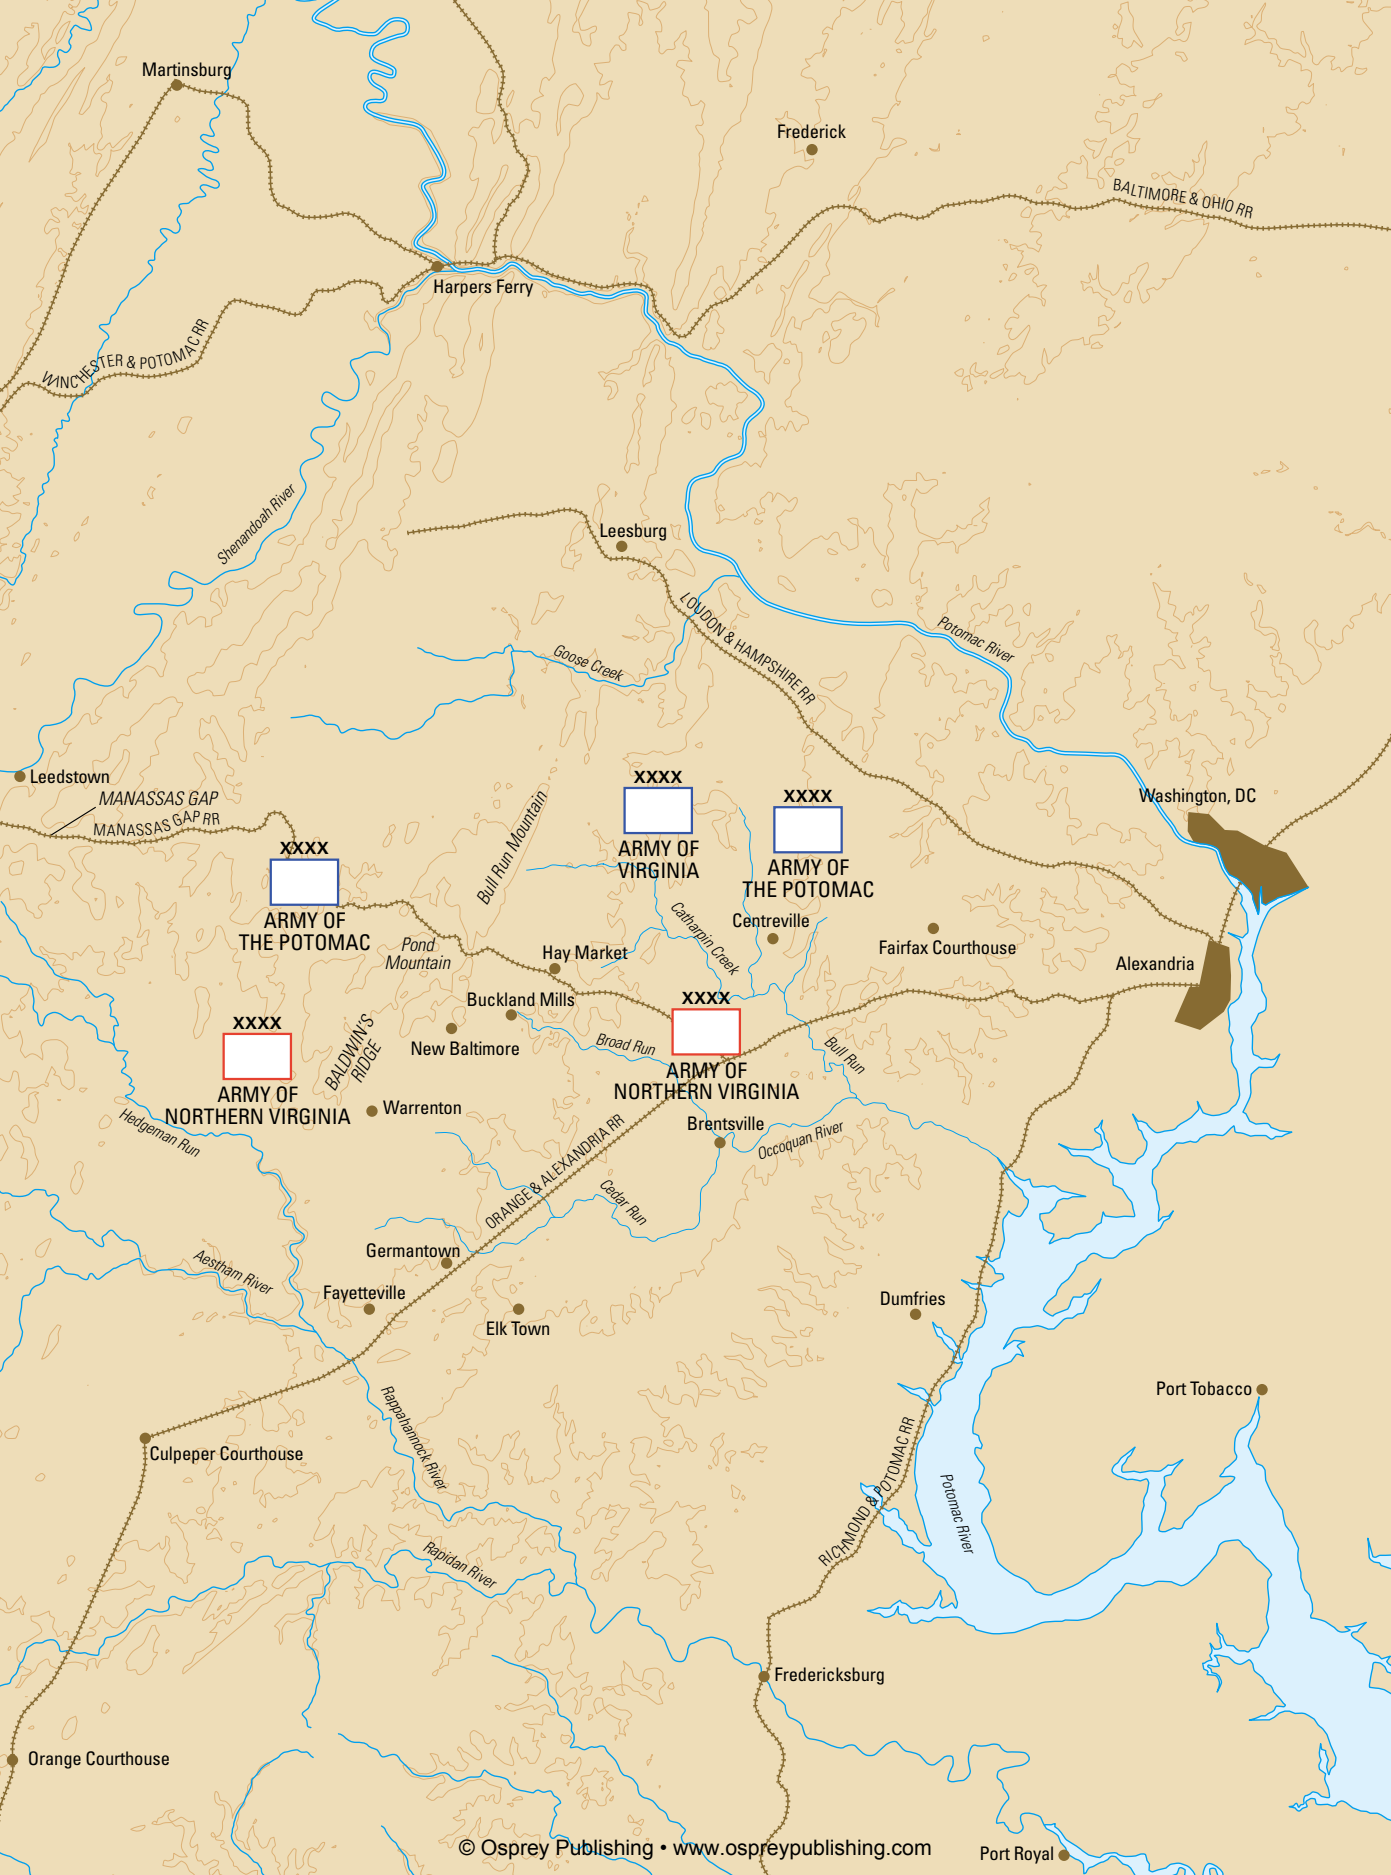 Martinsburg
Frederick
BALTIMORE & OHIO RR
Harpers Ferry
WINCHESTER & POTOMAC RR
Shenandoah River
Leesburg
LOUDON & HAMPSHIRE RR
Potomac River
Goose Creek
Leedstown
MANASSAS GAP
MANASSAS GAP RR
XXXX
ARMY OF
VIRGINIA
XXXX
ARMY OF
THE POTOMAC
Washington, DC
XXXX
ARMY OF
THE POTOMAC
Bull Run Mountain
Catharpin Creek
Centreville
Fairfax Courthouse
Alexandria
Pond
Mountain
Hay Market
Buckland Mills
New Baltimore
Broad Run
XXXX
ARMY OF
NORTHERN VIRGINIA
Bull Run
XXXX
ARMY OF
NORTHERN VIRGINIA
BALDWIN'S
RIDGE
Warrenton
Hedgeman Run
Brentsville
Occoquan River
ORANGE & ALEXANDRIA RR
Cedar Run
Germantown
Aestham River
Fayetteville
Elk Town
Dumfries
Port Tobacco
Rappahannock River
Culpeper Courthouse
RICHMOND & POTOMAC RR
Potomac River
Rapidan River
Fredericksburg
Orange Courthouse
© Osprey Publishing • www.ospreypublishing.com
Port Royal